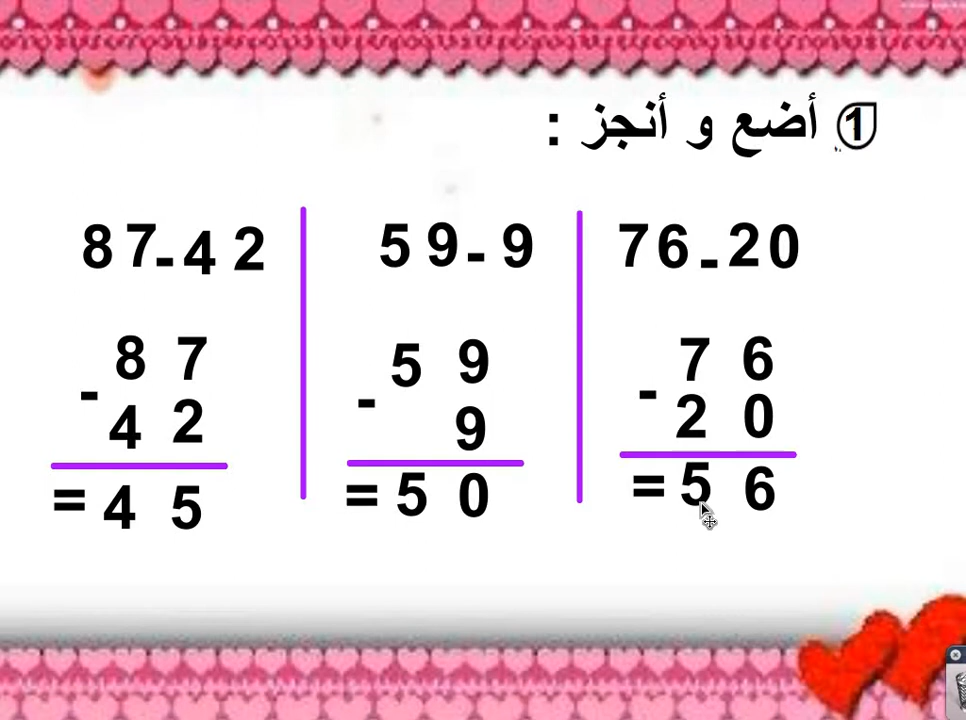 ① أضع و أنجز :
87-42 59-9 76-20
87 59 76
- - -
42 9 20
=45 =50 =56